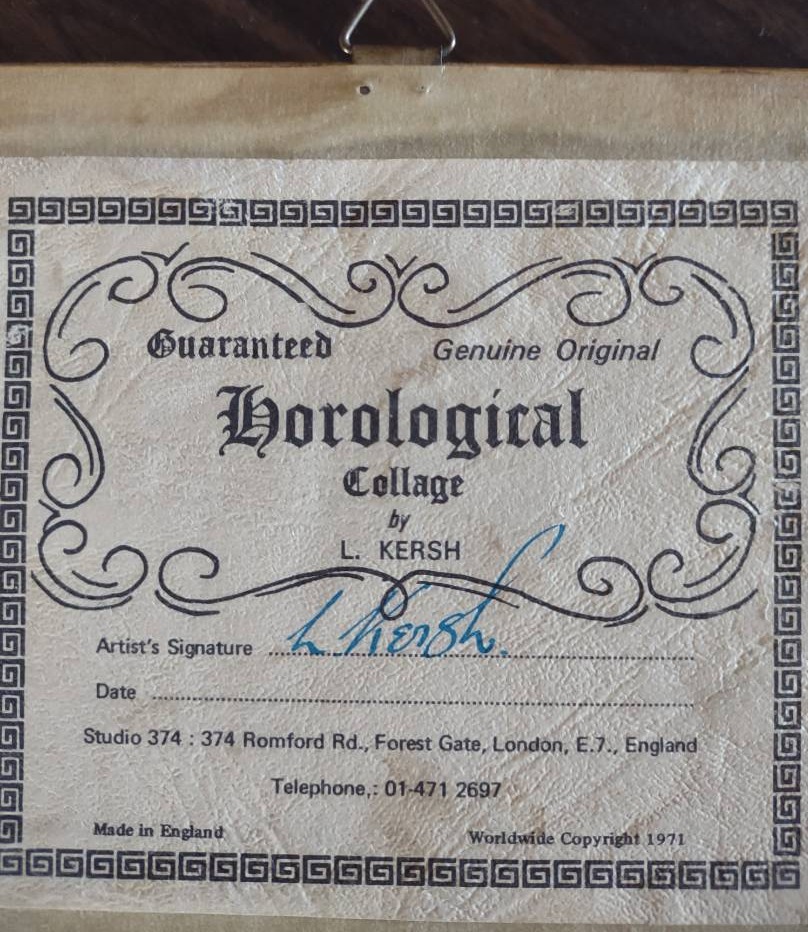 Guaranteed Genuine Original
Horological
Collage
by
L. KERSH
Artist's Signature L Kersh.
Date
Studio 374 : 374 Romford Rd., Forest Gate, London, E.7., England
Telephone,: 01-471 2697
Made in England Worldwide Copyright 1971